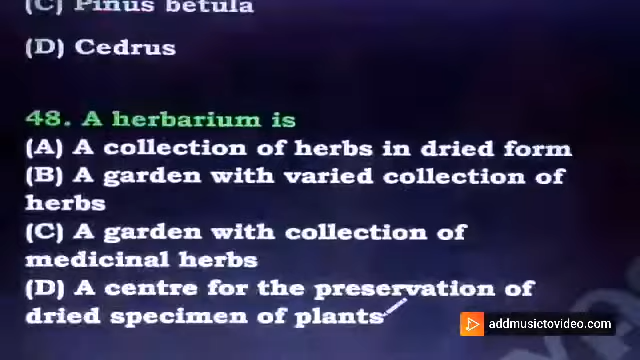 (C) Pinus betula
(D) Cedrus
48. A herbarium is
(A) A collection of herbs in dried form
(B) A garden with varied collection of
herbs
(C) A garden with collection of
medicinal herbs
(D) A centre for the preservation of
dried specimen of plants
addmusictovideo.com